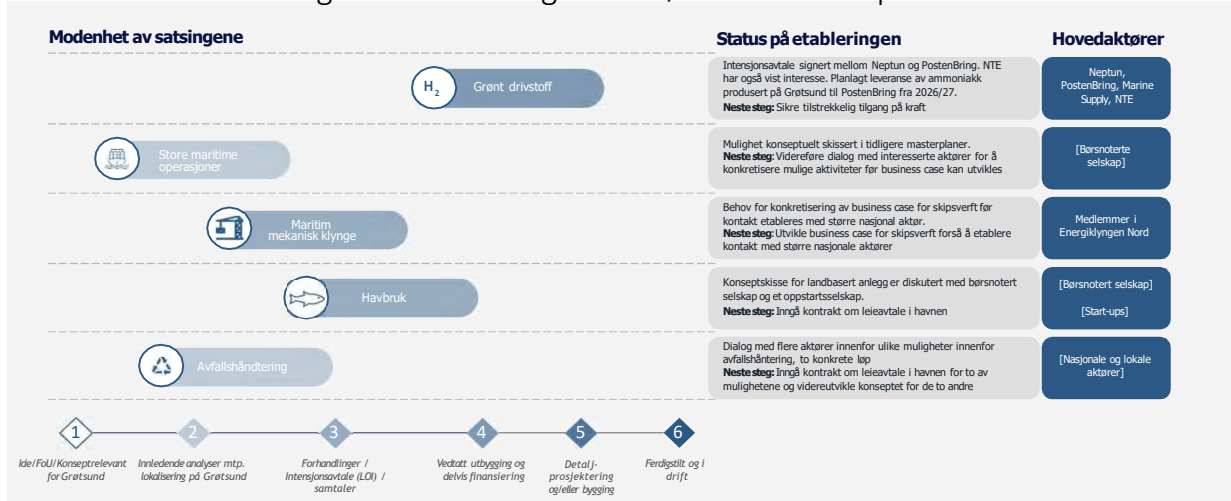 Modenhet av satsingene
Status på etableringen
Hovedaktører
H2
Grønt drivstoff
Intensjonsavtale signert mellom Neptun og PostenBring. NTE
har også vist interesse. Planlagt leveranse av ammoniakk
produsert på Grøtsund til PostenBring fra 2026/27.
Neste steg: Sikre tilstrekkelig tilgang på kraft
Neptun,
PostenBring, Marine
Supply, NTE
Store maritime
operasjoner
Mulighet konseptuelt skissert i tidligere masterplaner.
Neste steg: Videreføre dialog med interesserte aktører for å
konkretisere mulige aktiviteter før business case kan utvikles
[Børsnoterte
selskap]
Maritim
mekanisk klynge
Behov for konkretisering av business case for skipsverft før
kontakt etableres med større nasjonal aktør.
Neste steg: Utvikle business case for skipsverft for så å etablere
kontakt med større nasjonale aktører
Medlemmer i
Energiklyngen Nord
Havbruk
Konseptskisse for landbasert anlegg er diskutert med børsnotert
selskap og et oppstartsselskap.
Neste steg: Inngå kontrakt om leieavtale i havnen
[Børsnotert selskap]
[Start-ups]
Avfallshåndtering
Dialog med flere aktører innenfor ulike muligheter innenfor
avfallshåntering, to konkrete løp
Neste steg: Inngå kontrakt om leieavtale i havnen for to av
mulighetene og videreutvikle konseptet for de to andre
[Nasjonale og lokale
aktører]
1
2
3
4
5
6
Ide/FoU/Konseptrelevant
for Grøtsund
Innledende analyser mtp.
lokalisering på Grøtsund
Forhandlinger /
Intensjonsavtale (LOI) /
samtaler
Vedtatt utbygging og
delvis finansiering
Detalj-
prosjektering
og/eller bygging
Ferdigstilt og i
drift